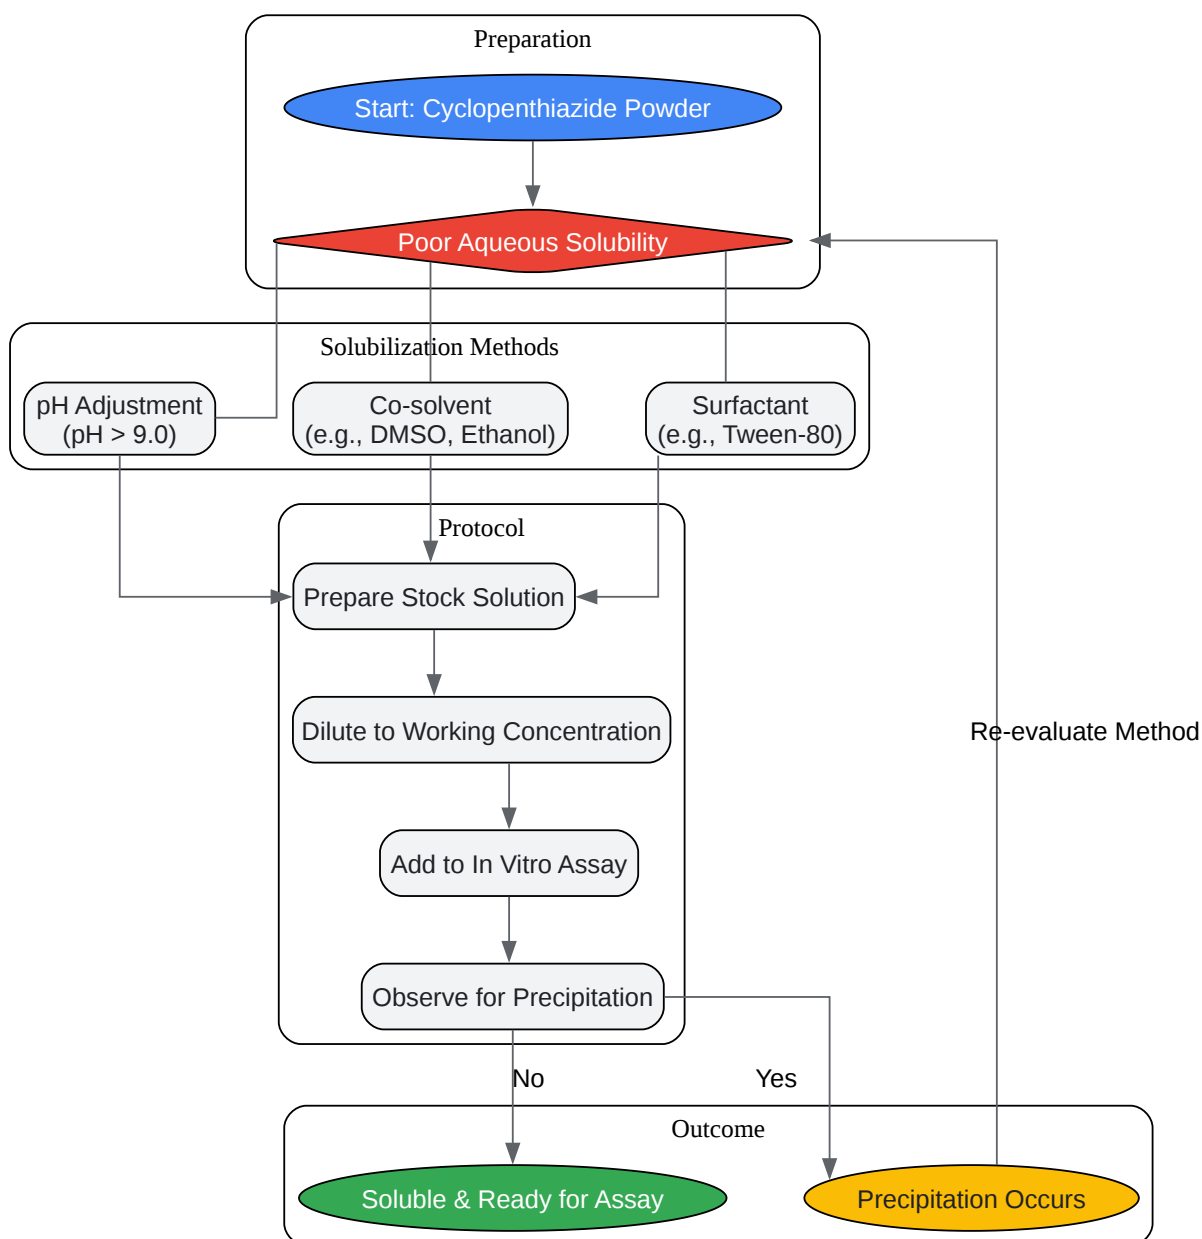 Preparation
Start: Cyclopenthiazide Powder
Poor Aqueous Solubility
Solubilization Methods
pH Adjustment
(pH > 9.0)
Co-solvent
(e.g., DMSO, Ethanol)
Surfactant
(e.g., Tween-80)
Protocol
Prepare Stock Solution
Dilute to Working Concentration
Re-evaluate Method
Add to In Vitro Assay
Observe for Precipitation
No
Yes
Outcome
Soluble & Ready for Assay
Precipitation Occurs